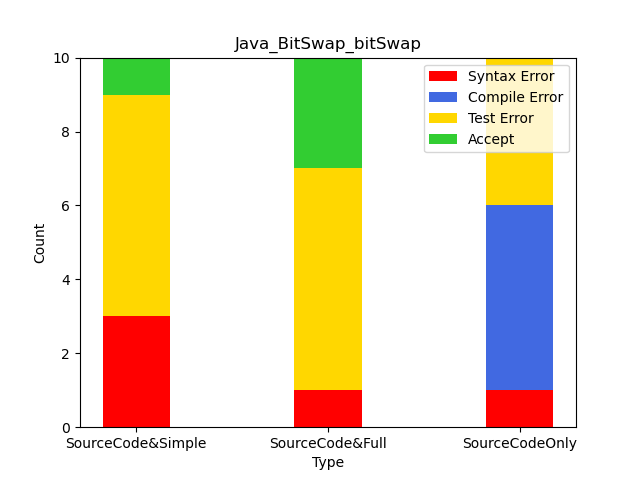 Java_BitSwap_bitSwap
Count
10
8
6
4
2
0
Syntax Error
Compile Error
Test Error
Accept
SourceCode&Simple
SourceCode&Full
SourceCodeOnly
Type